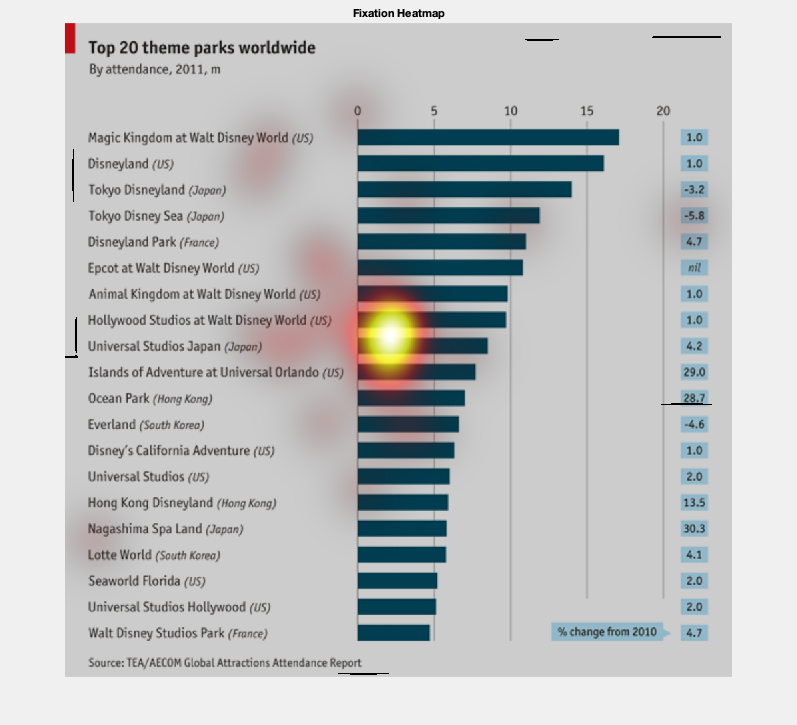 Fixation Heatmap
Top 20 theme parks worldwide
By attendance, 2011, m
0 5 10 15 20
Magic Kingdom at Walt Disney World (US) 1.0
Disneyland (US) 1.0
Tokyo Disneyland (Japan) -3.2
Tokyo Disney Sea (Japan) -5.8
Disneyland Park (France) 4.7
Epcot at Walt Disney World (US) nil
Animal Kingdom at Walt Disney World (US) 1.0
Hollywood Studios at Walt Disney World (US) 1.0
Universal Studios Japan (Japan) 4.2
Islands of Adventure at Universal Orlando (US) 29.0
Ocean Park (Hong Kong) 28.7
Everland (South Korea) -4.6
Disney's California Adventure (US) 1.0
Universal Studios (US) 2.0
Hong Kong Disneyland (Hong Kong) 13.5
Nagashima Spa Land (Japan) 30.3
Lotte World (South Korea) 4.1
Seaworld Florida (US) 2.0
Universal Studios Hollywood (US) 2.0
Walt Disney Studios Park (France) % change from 2010 4.7
Source: TEA/AECOM Global Attractions Attendance Report